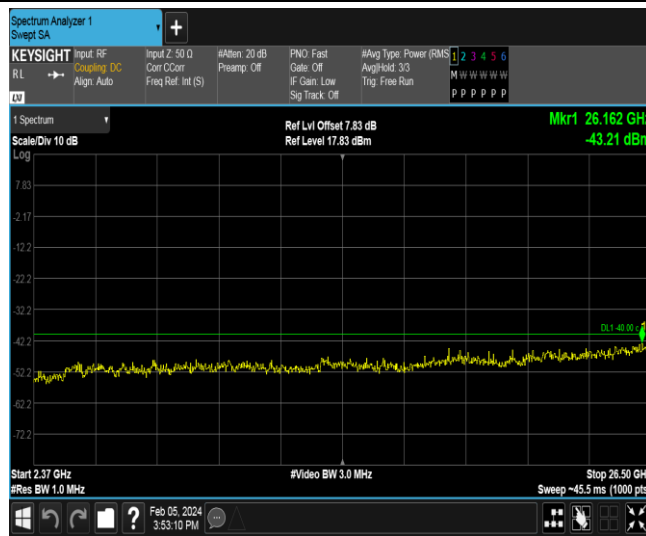 Spectrum Analyzer 1
Swept SA
+
KEYSIGHT
RL
LXI
Input: RF
Coupling: DC
Align: Auto
Input Z: 50 Ω
Corr CCorr
Freq Ref: Int (S)
#Atten: 20 dB
Preamp: Off
PNO: Fast
Gate: Off
IF Gain: Low
Sig Track: Off
#Avg Type: Power (RMS
Avg|Hold: 3/3
Trig: Free Run
1 2 3 4 5 6
M W W W W W
P P P P P P
1 Spectrum
Scale/Div 10 dB
Log
Ref Lvl Offset 7.83 dB
Ref Level 17.83 dBm
Mkr1 26.162 GHz
-43.21 dBm
7.83
-2.17
-12.2
-22.2
-32.2
DL1 -40.00
-42.2
-52.2
-62.2
-72.2
Start 2.37 GHz
#Res BW 1.0 MHz
#Video BW 3.0 MHz
Stop 26.50 GH
Sweep ~45.5 ms (1000 pts
?
Feb 05, 2024
3:53:10 PM